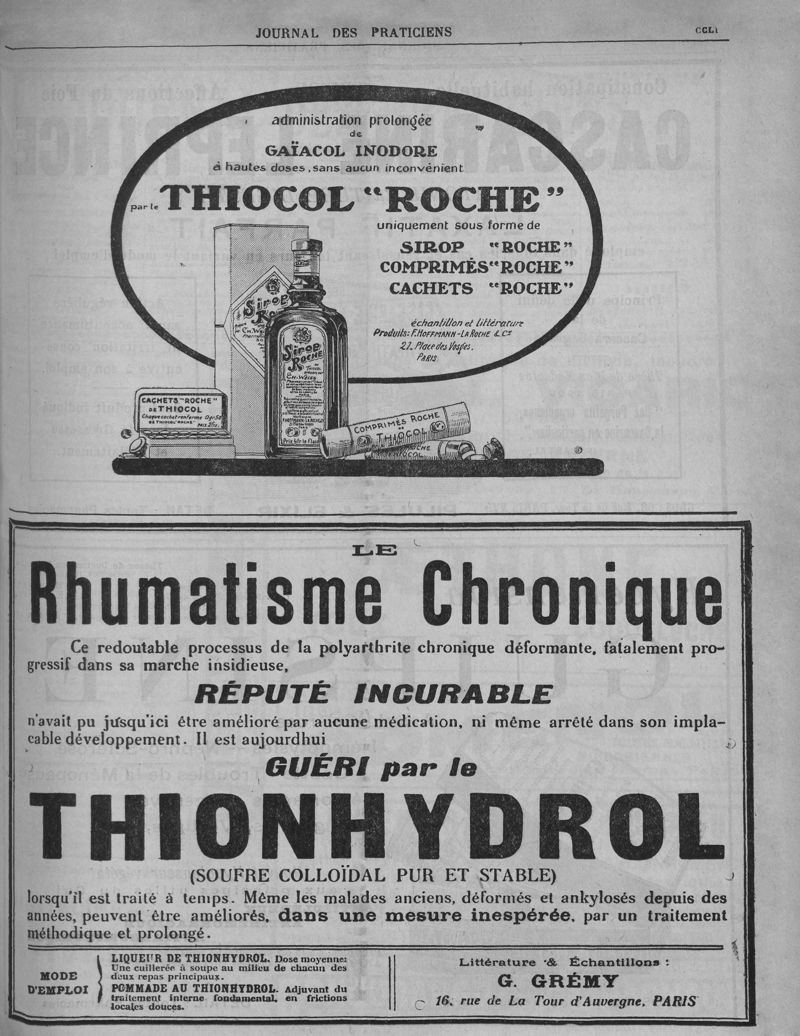 JOURNAL DES PRATICIENS
CCLI
administration prolongée
de
GAÏACOL INODORE
à hautes doses, sans aucun inconvénient
par le THIOCOL "ROCHE"
uniquement sous forme de
SIROP "ROCHE"
COMPRIMÉS "ROCHE"
CACHETS "ROCHE"
échantillon et littérature
Produits: F. HOFFMANN-LA ROCHE & Cie
21, Place des Vosges.
PARIS
Sirop
Sirop
ROCHE
CACHETS "ROCHE"
DE THIOCOL
COMPRIMÉS ROCHE
THIOCOL
LE
Rhumatisme Chronique
Ce redoutable processus de la polyarthrite chronique déformante, fatalement pro-
gressif dans sa marche insidieuse,
RÉPUTÉ INCURABLE
n'avait pu jusqu'ici être amélioré par aucune médication, ni même arrêté dans son impla-
cable développement. Il est aujourd'hui
GUÉRI par le
THIONHYDROL
(SOUFRE COLLOÏDAL PUR ET STABLE)
lorsqu'il est traité à temps. Même les malades anciens, déformés et ankylosés depuis des
années, peuvent être améliorés, dans une mesure inespérée, par un traitement
méthodique et prolongé.
MODE
D'EMPLOI
LIQUEUR DE THIONHYDROL. Dose moyenne:
Une cuillerée à soupe au milieu de chacun des
deux repas principaux.
POMMADE AU THIONHYDROL. Adjuvant du
traitement interne fondamental, en frictions
locales douces.
Littérature & Échantillons :
G. GRÉMY
16, rue de La Tour d'Auvergne, PARIS